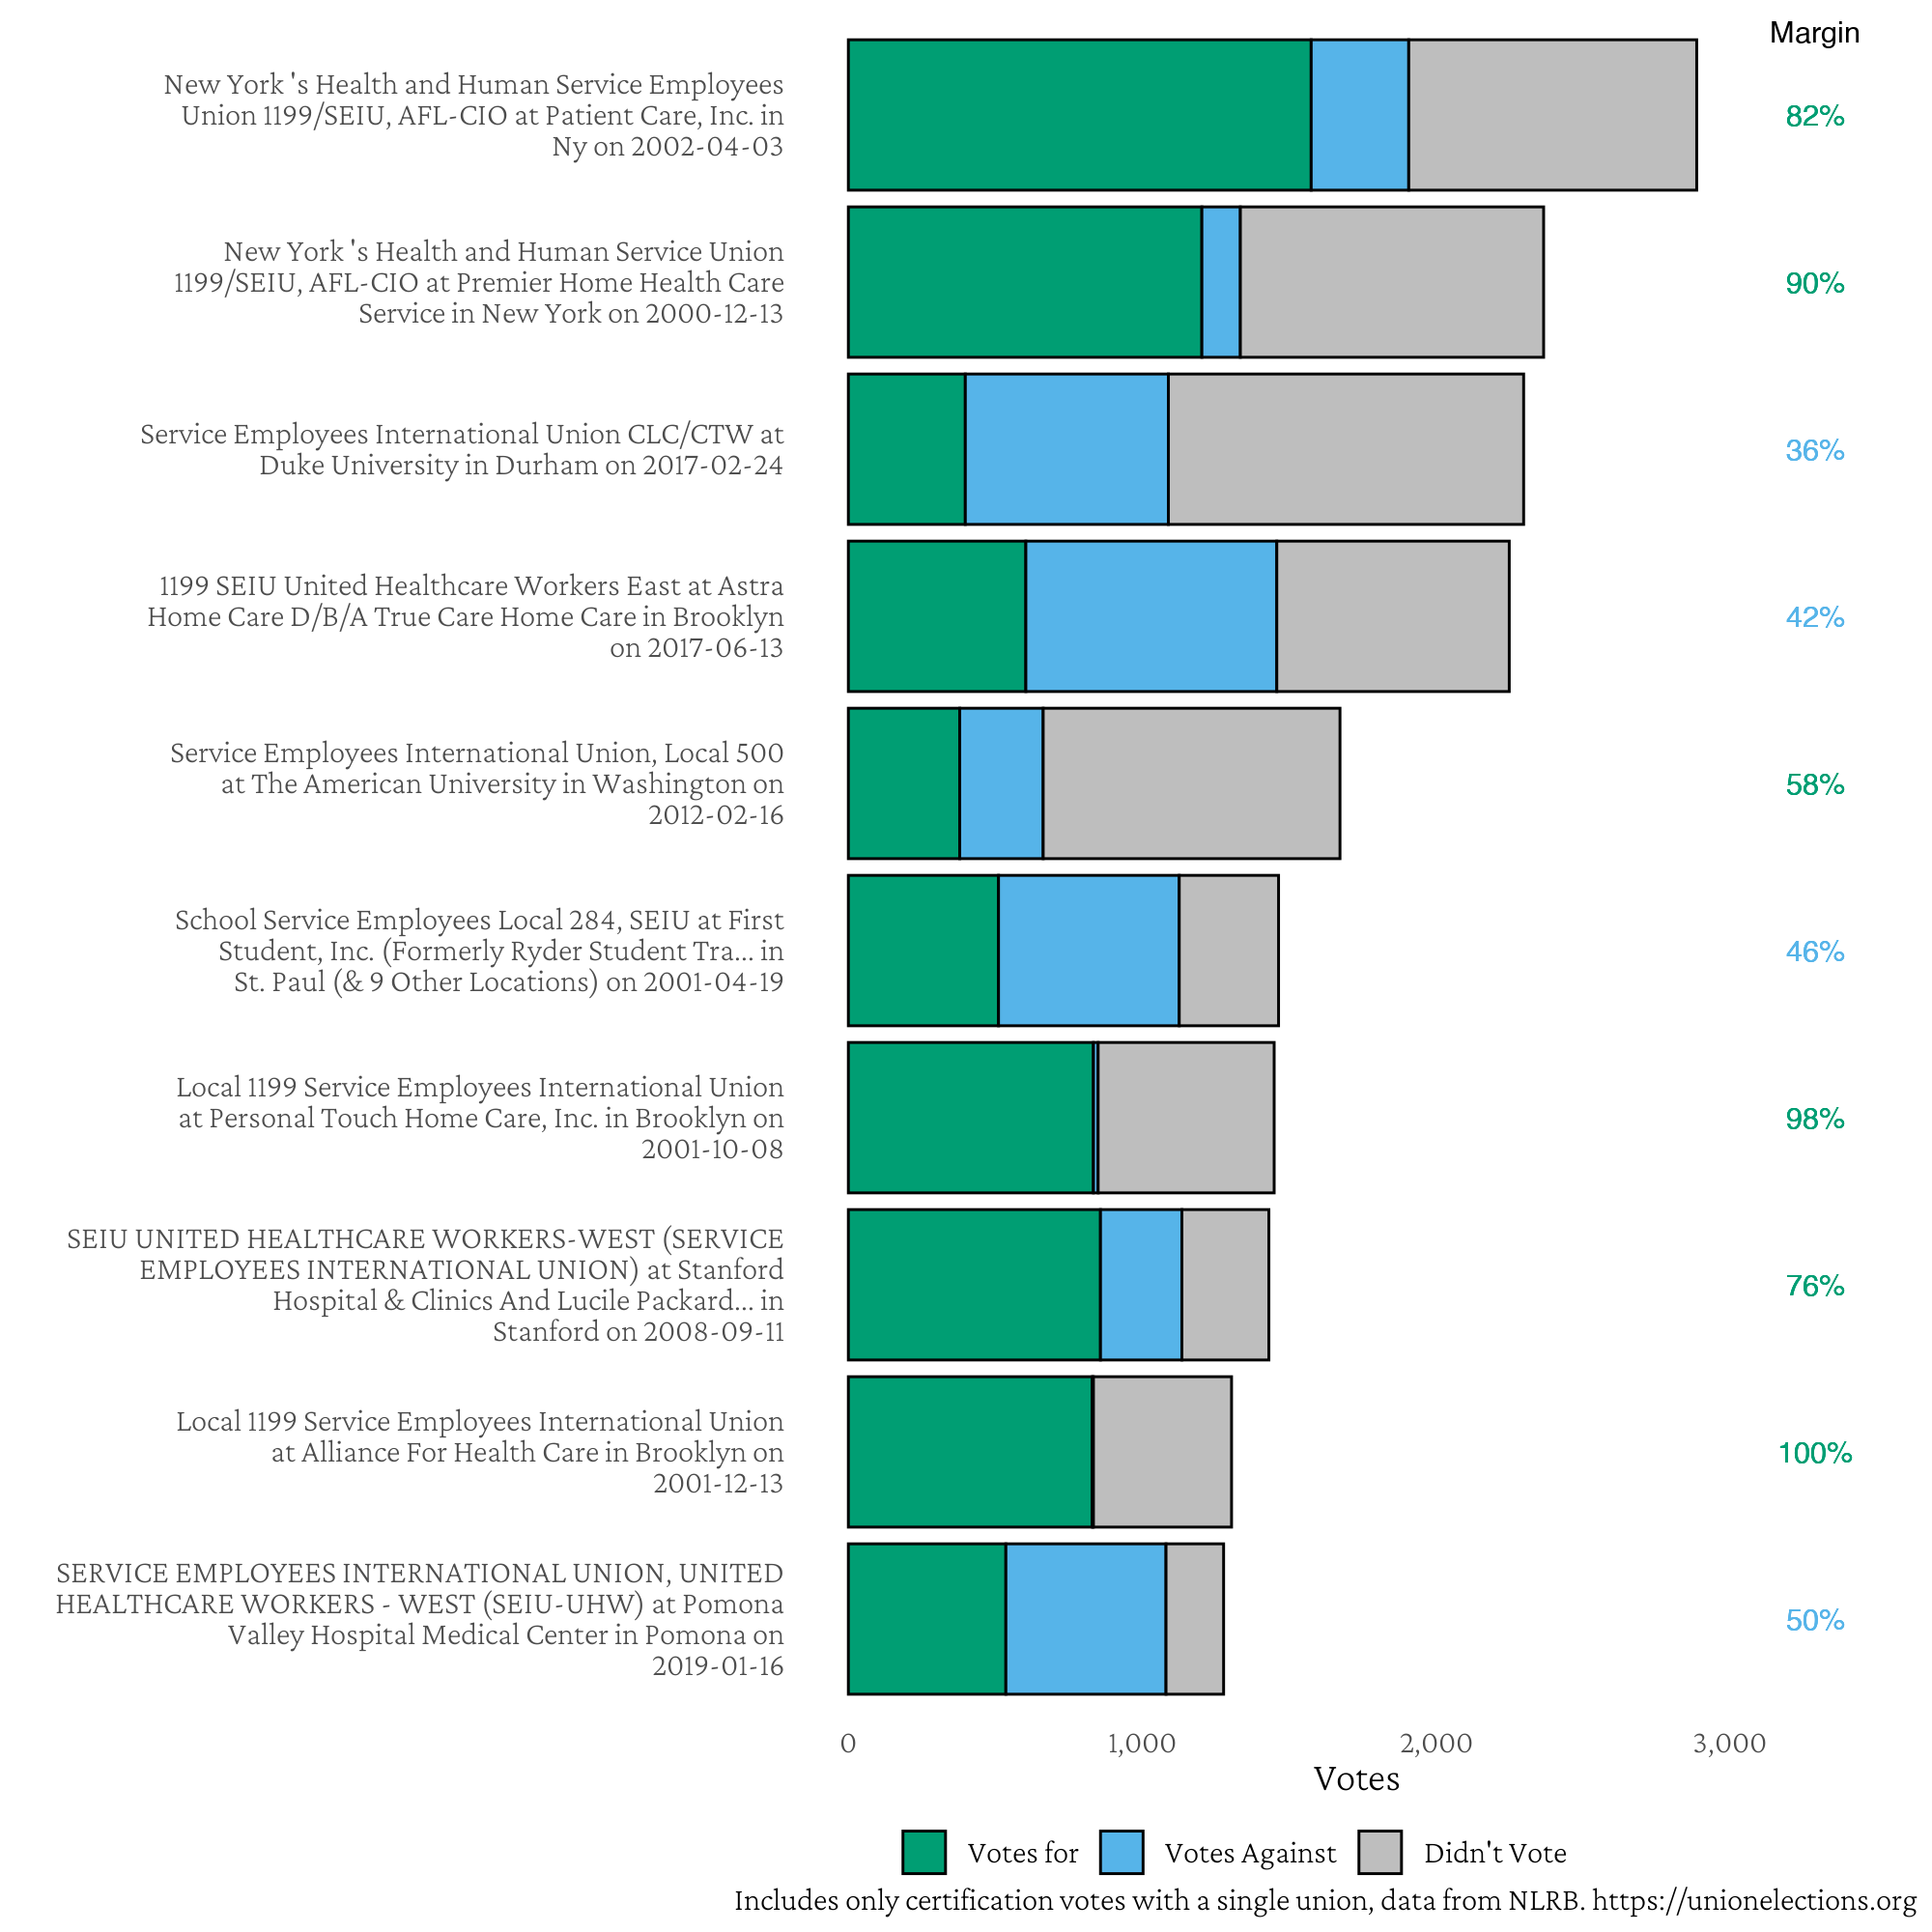 Margin
New York 's Health and Human Service Employees
Union 1199/SEIU, AFL-CIO at Patient Care, Inc. in
Ny on 2002-04-03
82%
New York 's Health and Human Service Union
1199/SEIU, AFL-CIO at Premier Home Health Care
Service in New York on 2000-12-13
90%
Service Employees International Union CLC/CTW at
Duke University in Durham on 2017-02-24
36%
1199 SEIU United Healthcare Workers East at Astra
Home Care D/B/A True Care Home Care in Brooklyn
on 2017-06-13
42%
Service Employees International Union, Local 500
at The American University in Washington on
2012-02-16
58%
School Service Employees Local 284, SEIU at First
Student, Inc. (Formerly Ryder Student Tra... in
St. Paul (& 9 Other Locations) on 2001-04-19
46%
Local 1199 Service Employees International Union
at Personal Touch Home Care, Inc. in Brooklyn on
2001-10-08
98%
SEIU UNITED HEALTHCARE WORKERS-WEST (SERVICE
EMPLOYEES INTERNATIONAL UNION) at Stanford
Hospital & Clinics And Lucile Packard... in
Stanford on 2008-09-11
76%
Local 1199 Service Employees International Union
at Alliance For Health Care in Brooklyn on
2001-12-13
100%
SERVICE EMPLOYEES INTERNATIONAL UNION, UNITED
HEALTHCARE WORKERS - WEST (SEIU-UHW) at Pomona
Valley Hospital Medical Center in Pomona on
2019-01-16
50%
0 1,000 2,000 3,000
Votes
Votes for Votes Against Didn't Vote
Includes only certification votes with a single union, data from NLRB. https://unionelections.org